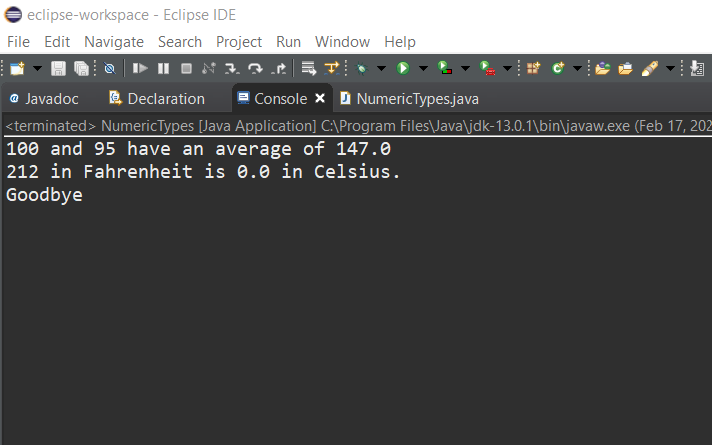 eclipse-workspace - Eclipse IDE
File Edit Navigate Search Project Run Window Help
@ Javadoc Declaration Console NumericTypes.java
<terminated> NumericTypes [Java Application] C:\Program Files\Java\jdk-13.0.1\bin\javaw.exe (Feb 17, 202
100 and 95 have an average of 147.0
212 in Fahrenheit is 0.0 in Celsius.
Goodbye